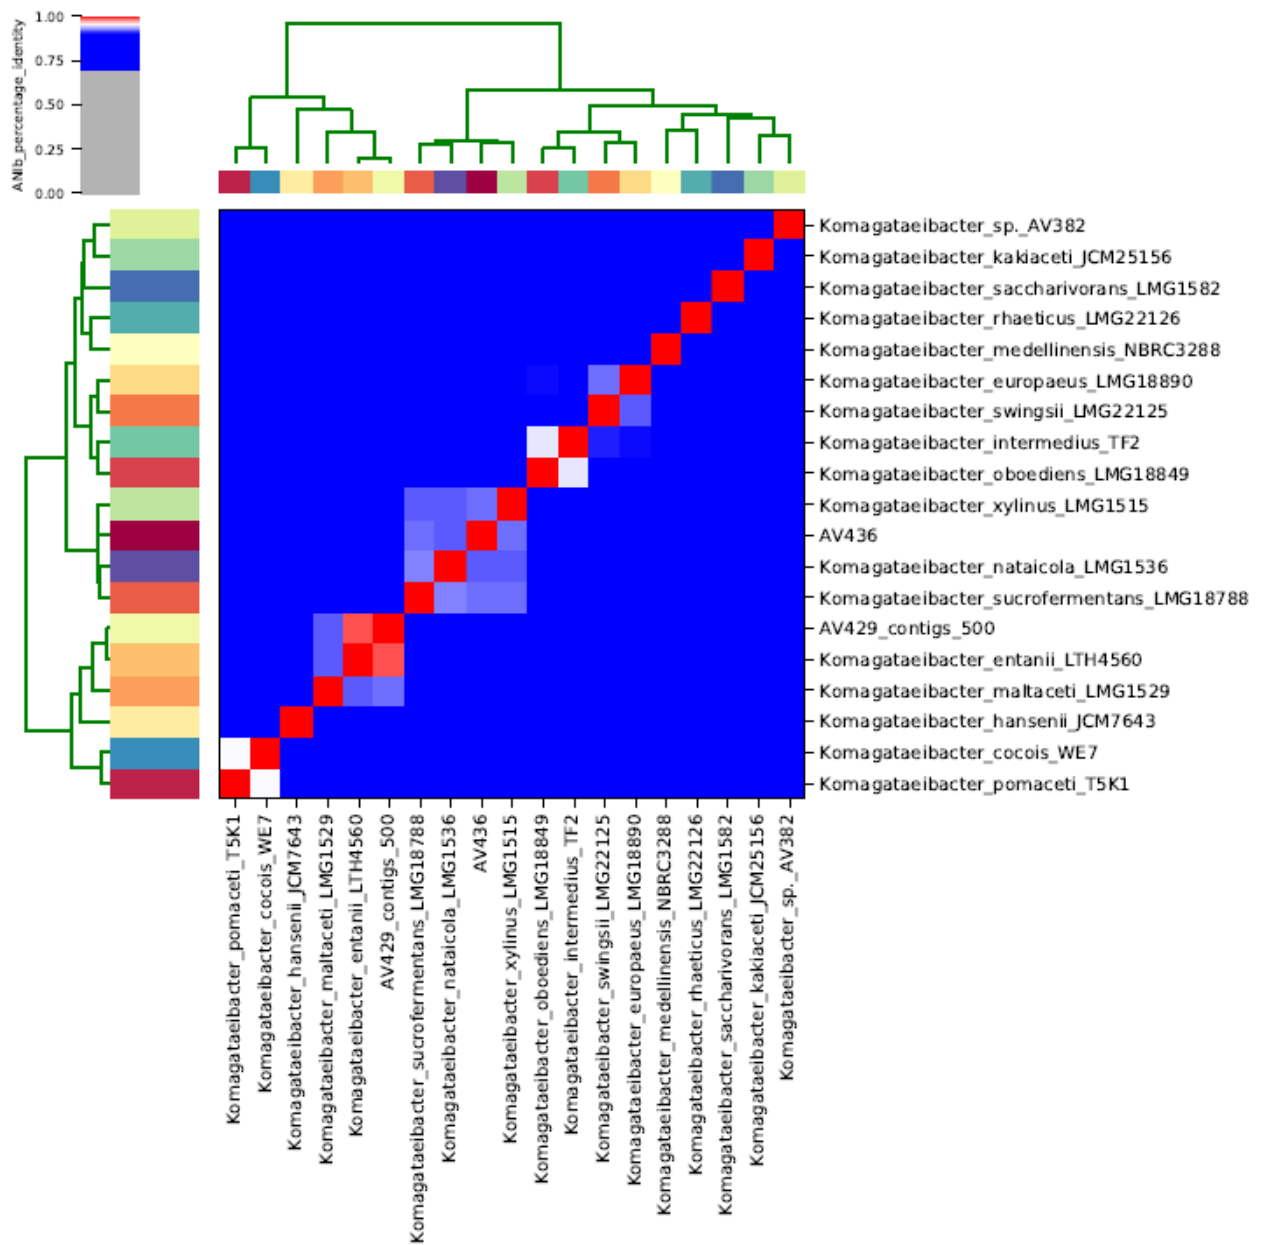 ANIb_percentage_identity
1.00
0.75
0.50
0.25
0.00
Komagataeibacter_sp._AV382
Komagataeibacter_kakiaceti_JCM25156
Komagataeibacter_saccharivorans_LMG1582
Komagataeibacter_rhaeticus_LMG22126
Komagataeibacter_medellinensis_NBRC3288
Komagataeibacter_europaeus_LMG18890
Komagataeibacter_swingsii_LMG22125
Komagataeibacter_intermedius_TF2
Komagataeibacter_oboediens_LMG18849
Komagataeibacter_xylinus_LMG1515
AV436
Komagataeibacter_nataicola_LMG1536
Komagataeibacter_sucrofermentans_LMG18788
AV429_contigs_500
Komagataeibacter_entanii_LTH4560
Komagataeibacter_maltaceti_LMG1529
Komagataeibacter_hansenii_JCM7643
Komagataeibacter_cocois_WE7
Komagataeibacter_pomaceti_T5K1
Komagataeibacter_pomaceti_T5K1
Komagataeibacter_cocois_WE7
Komagataeibacter_hansenii_JCM7643
Komagataeibacter_maltaceti_LMG1529
Komagataeibacter_entanii_LTH4560
AV429_contigs_500
Komagataeibacter_sucrofermentans_LMG18788
Komagataeibacter_nataicola_LMG1536
AV436
Komagataeibacter_xylinus_LMG1515
Komagataeibacter_oboediens_LMG18849
Komagataeibacter_intermedius_TF2
Komagataeibacter_swingsii_LMG22125
Komagataeibacter_europaeus_LMG18890
Komagataeibacter_medellinensis_NBRC3288
Komagataeibacter_rhaeticus_LMG22126
Komagataeibacter_saccharivorans_LMG1582
Komagataeibacter_kakiaceti_JCM25156
Komagataeibacter_sp._AV382